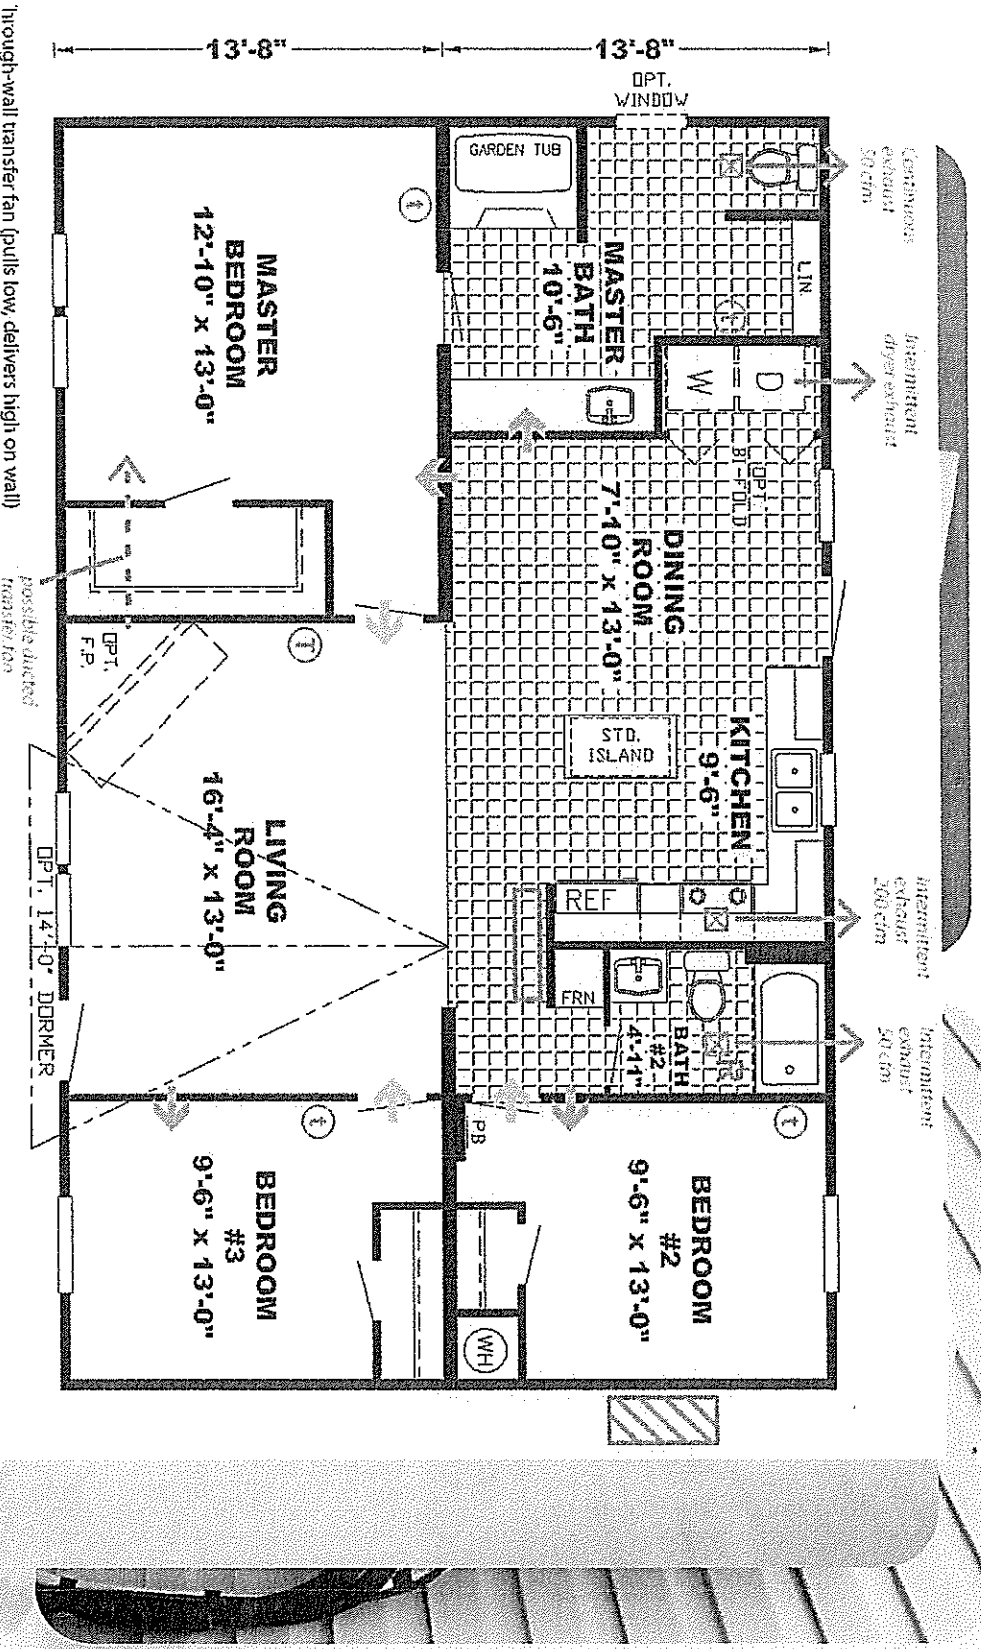 13'-8"
13'-8"
OPT.
WINDOW
GARDEN TUB
Continuous
exhaust
50 cfm
LIN.
MASTER
BATH
10'-6"
MASTER
BEDROOM
12'-10" x 13'-0"
t
t
W
D
Intermittent
dryer exhaust
OPT.
BI-FOLD
DINING
ROOM
7'-10" x 13'-0"
Through-wall transfer fan (pulls low, delivers high on wall)
possible ducted
transfer fan
OPT.
F.P.
T
STD.
ISLAND
KITCHEN
9'-6"
LIVING
ROOM
16'-4" x 13'-0"
OPT. 14'-0" DORMER
REF
Intermittent
exhaust
200 cfm
FRN
BATH
#2
4'-11"
Intermittent
exhaust
50 cfm
t
t
PB
BEDROOM
#3
9'-6" x 13'-0"
BEDROOM
#2
9'-6" x 13'-0"
WH